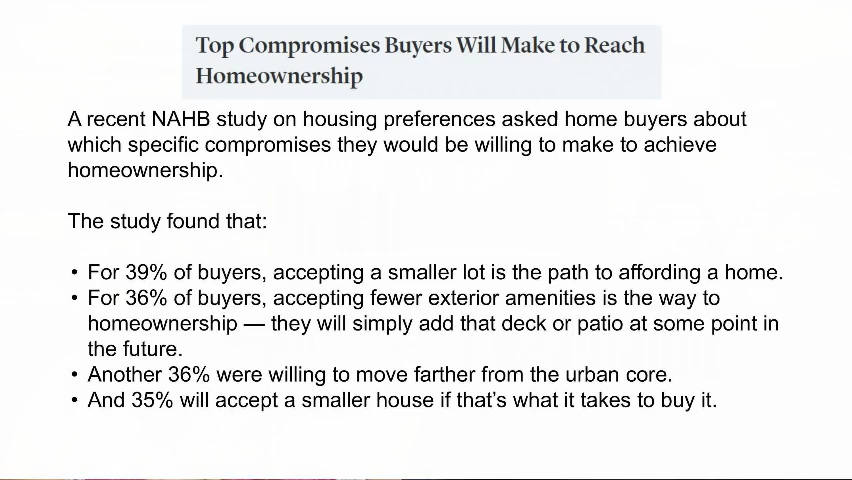 Top Compromises Buyers Will Make to Reach
Homeownership
A recent NAHB study on housing preferences asked home buyers about
which specific compromises they would be willing to make to achieve
homeownership.
The study found that:
• For 39% of buyers, accepting a smaller lot is the path to affording a home.
• For 36% of buyers, accepting fewer exterior amenities is the way to
homeownership — they will simply add that deck or patio at some point in
the future.
• Another 36% were willing to move farther from the urban core.
• And 35% will accept a smaller house if that’s what it takes to buy it.